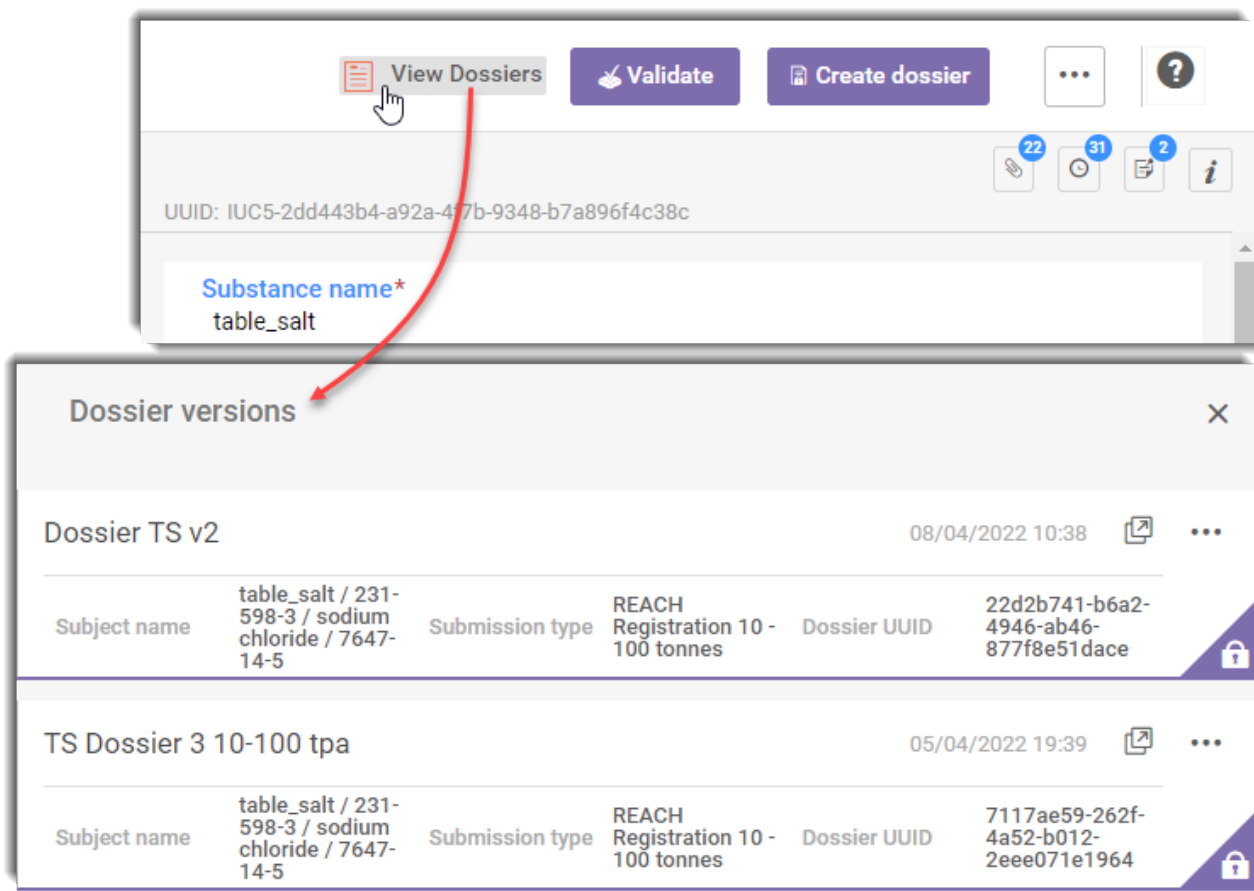 View Dossiers Validate Create dossier ••• ?
22 31 2 i
UUID: IUC5-2dd443b4-a92a-4f7b-9348-b7a896f4c38c
Substance name*
table_salt
Dossier versions
Dossier TS v2 08/04/2022 10:38 •••
Subject name
table_salt / 231-
598-3 / sodium
chloride / 7647-
14-5
Submission type
REACH
Registration 10 -
100 tonnes
Dossier UUID
22d2b741-b6a2-
4946-ab46-
877f8e51dace
TS Dossier 3 10-100 tpa 05/04/2022 19:39 •••
Subject name
table_salt / 231-
598-3 / sodium
chloride / 7647-
14-5
Submission type
REACH
Registration 10 -
100 tonnes
Dossier UUID
7117ae59-262f-
4a52-b012-
2eee071e1964